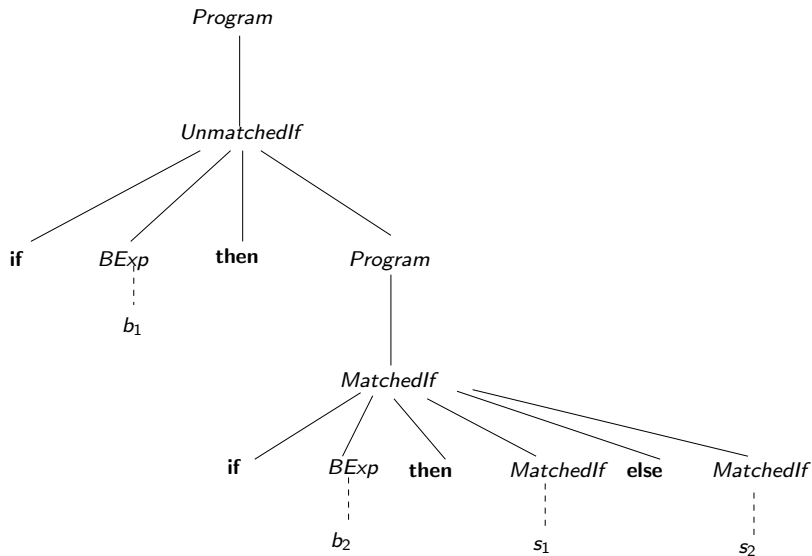 Program
UnmatchedIf
if BExp then Program
b₁
MatchedIf
if BExp then MatchedIf else MatchedIf
b₂ s₁ s₂